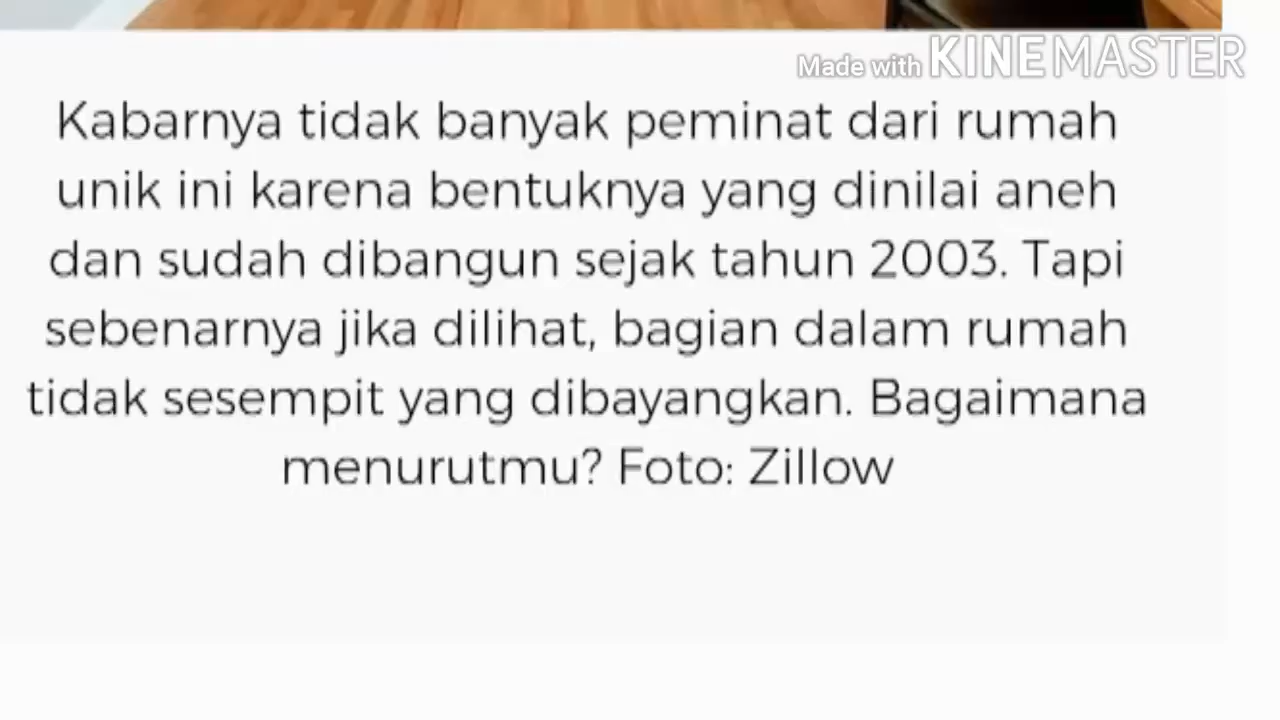 Made with KINEMASTER
Kabarnya tidak banyak peminat dari rumah
unik ini karena bentuknya yang dinilai aneh
dan sudah dibangun sejak tahun 2003. Tapi
sebenarnya jika dilihat, bagian dalam rumah
tidak sesempit yang dibayangkan. Bagaimana
menurutmu? Foto: Zillow